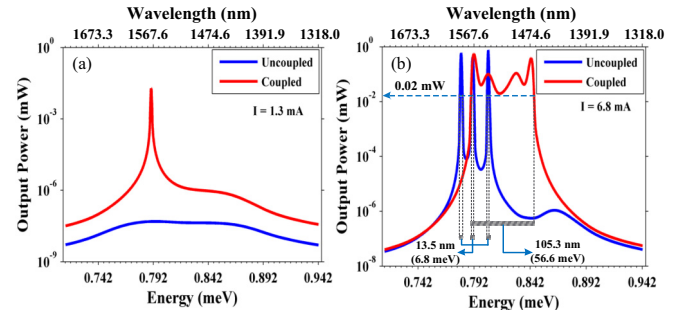 Wavelength (nm)
1673.3 1567.6 1474.6 1391.9 1318.0
(a)
Uncoupled
Coupled
I = 1.3 mA
Output Power (mW)
10^0
10^-3
10^-6
10^-9
0.742 0.792 0.842 0.892 0.942
Energy (meV)
Wavelength (nm)
1673.3 1567.6 1474.6 1391.9 1318.0
(b)
Uncoupled
Coupled
0.02 mW
I = 6.8 mA
Output Power (mW)
10^0
10^-2
10^-4
10^-6
10^-8
13.5 nm
(6.8 meV)
105.3 nm
(56.6 meV)
0.742 0.792 0.842 0.892 0.942
Energy (meV)